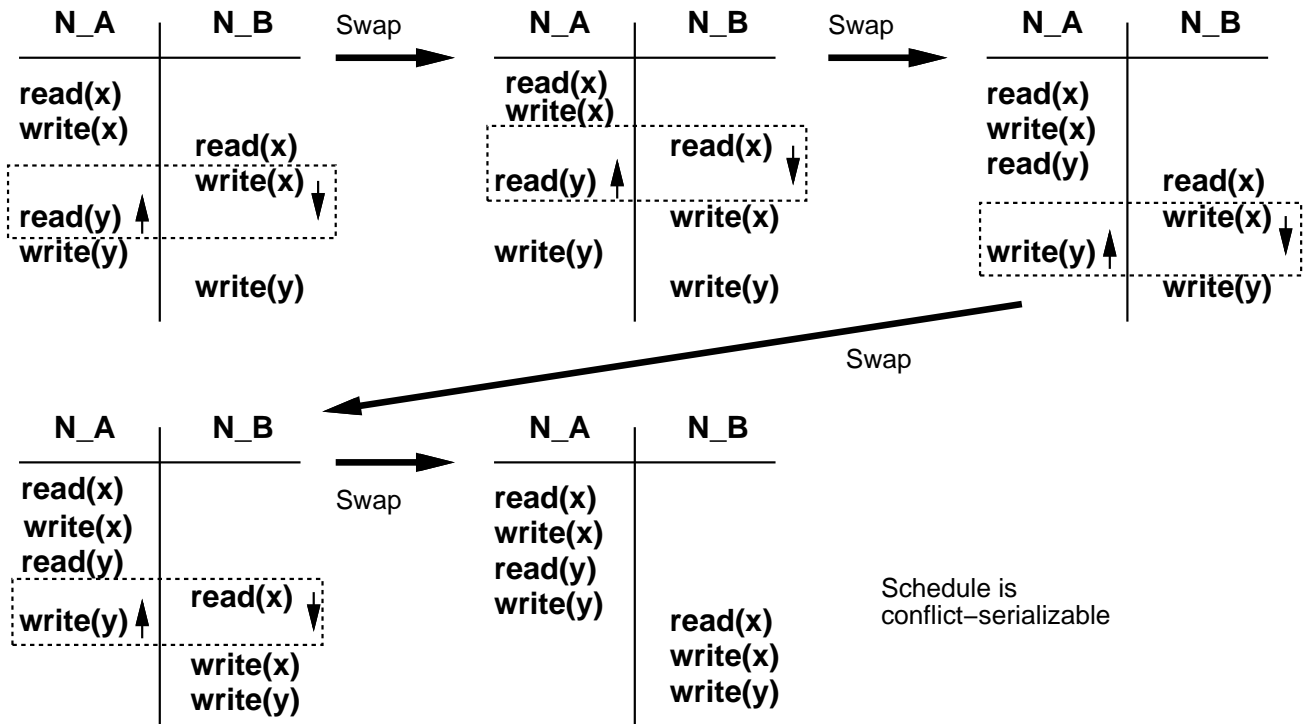 N_A N_B
read(x)
write(x)
read(x)
write(x)
read(y)
write(y)
write(y)
Swap
N_A N_B
read(x)
write(x)
read(x)
read(y)
write(x)
write(y)
write(y)
Swap
N_A N_B
read(x)
write(x)
read(y)
read(x)
write(x)
write(y)
write(y)
Swap
N_A N_B
read(x)
write(x)
read(y)
read(x)
write(y)
write(x)
write(y)
Swap
N_A N_B
read(x)
write(x)
read(y)
write(y)
read(x)
write(x)
write(y)
Schedule is
conflict−serializable